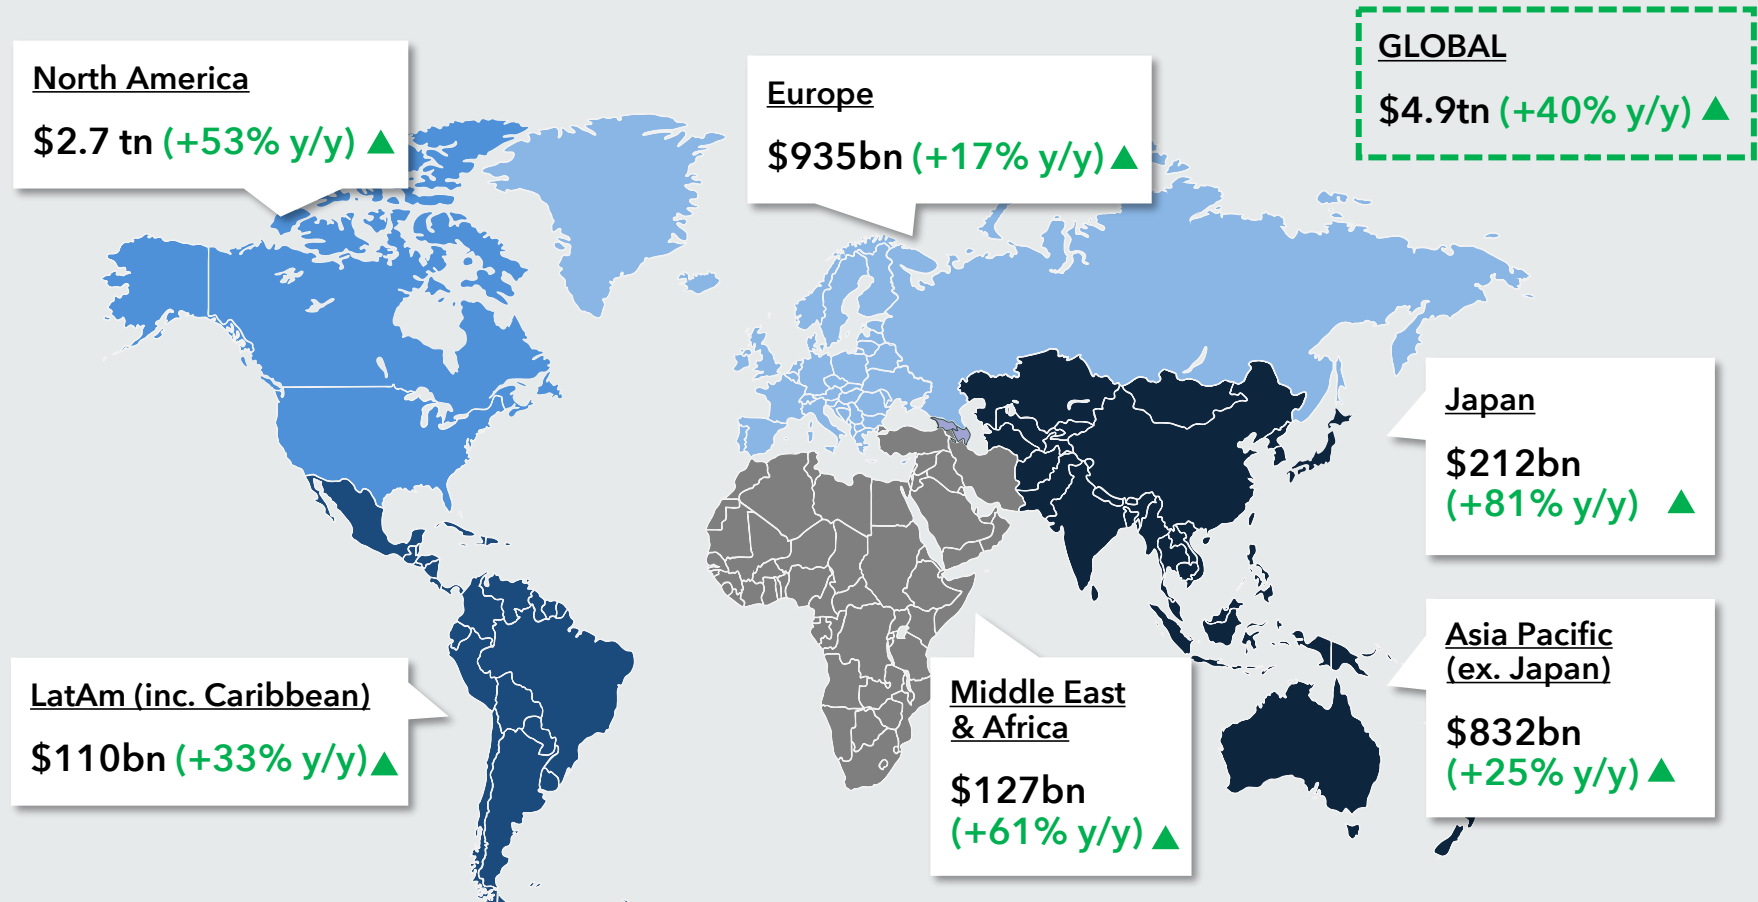 North America
$2.7 tn (+53% y/y) ▲
Europe
$935bn (+17% y/y) ▲
GLOBAL
$4.9tn (+40% y/y) ▲
Japan
$212bn
(+81% y/y) ▲
LatAm (inc. Caribbean)
$110bn (+33% y/y) ▲
Middle East
& Africa
$127bn
(+61% y/y) ▲
Asia Pacific
(ex. Japan)
$832bn
(+25% y/y) ▲